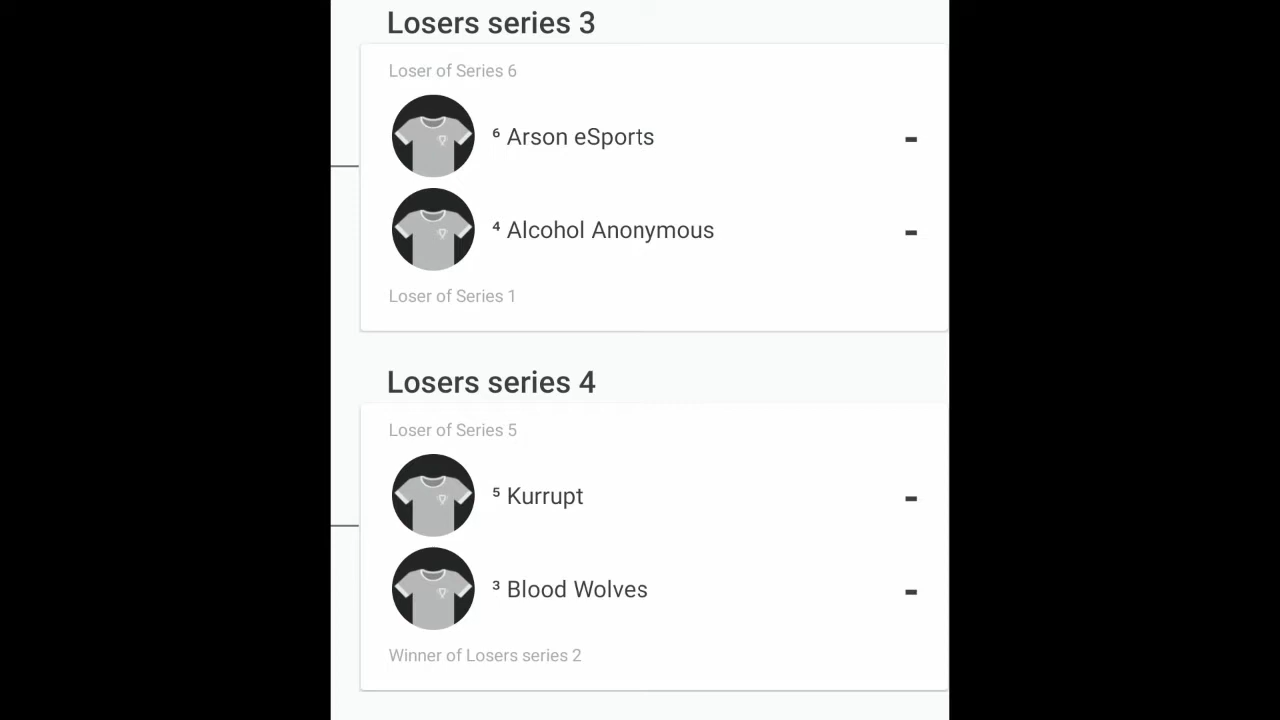 Losers series 3
Loser of Series 6
⁶ Arson eSports -
⁴ Alcohol Anonymous -
Loser of Series 1
Losers series 4
Loser of Series 5
⁵ Kurrupt -
³ Blood Wolves -
Winner of Losers series 2